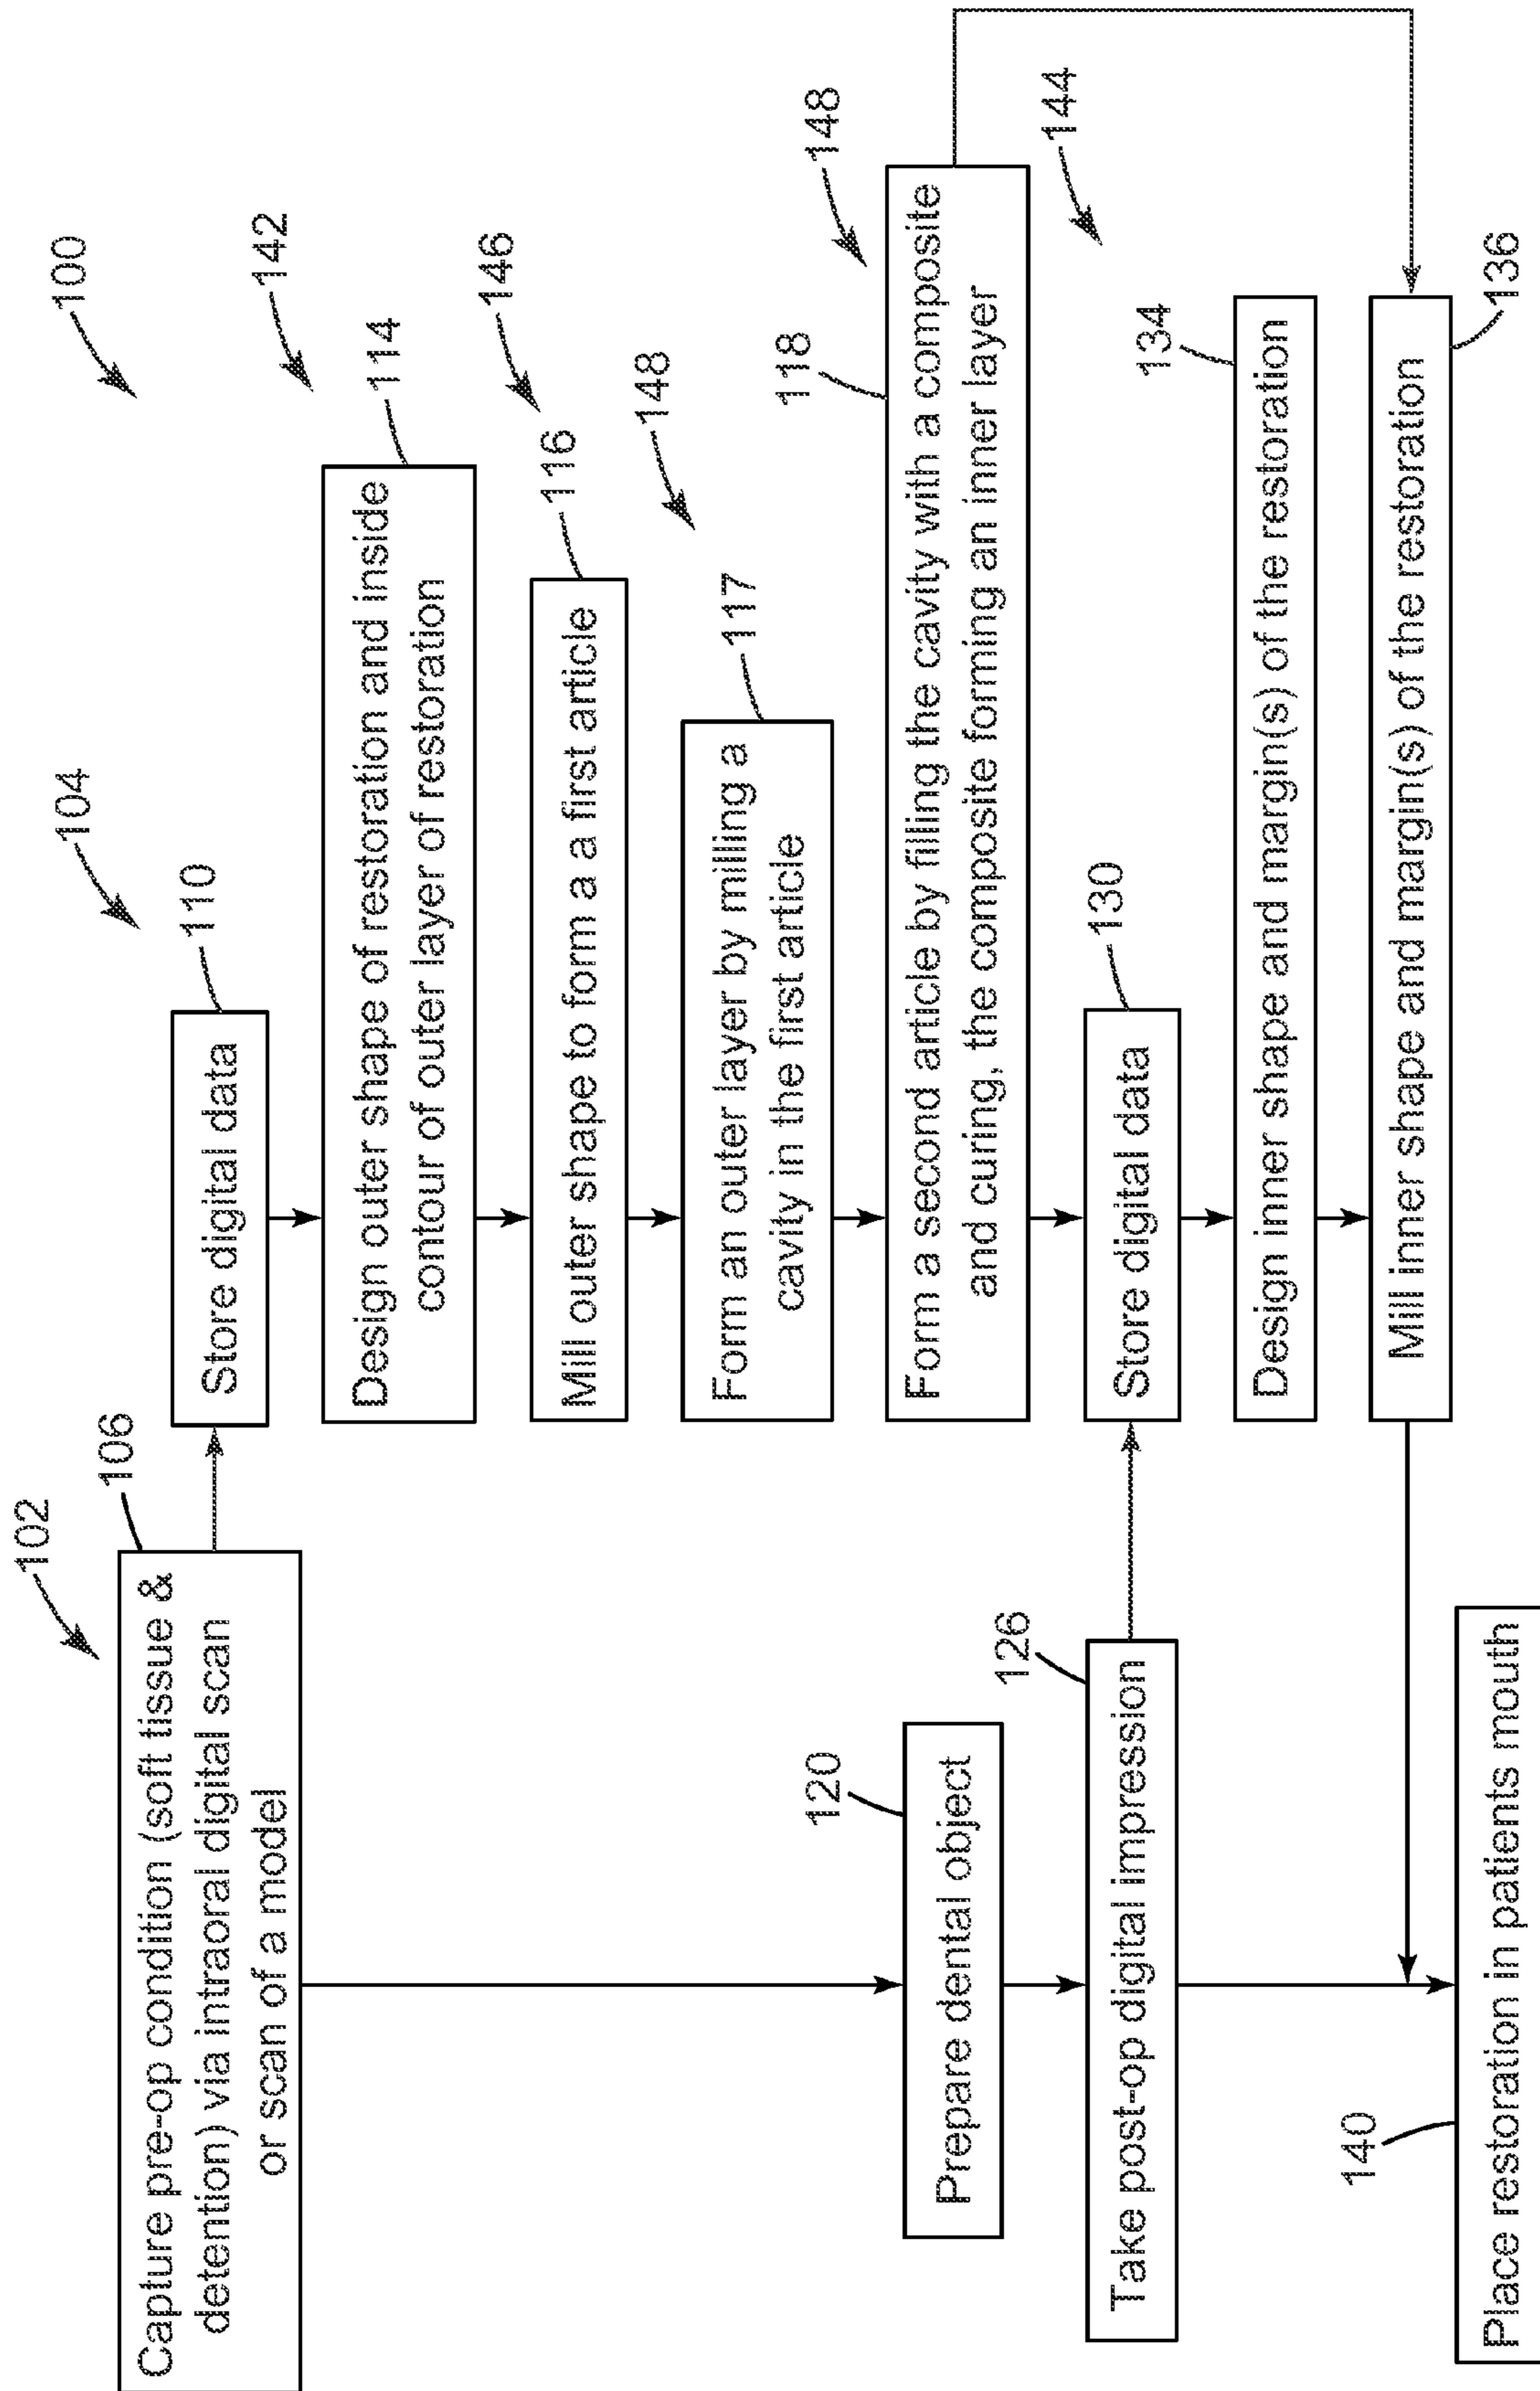 100
102
104
106
Capture pre-op condition (soft tissue &
detention) via intraoral digital scan
or scan of a model
110
Store digital data
142
114
Design outer shape of restoration and inside
contour of outer layer of restoration
146
116
Mill outer shape to form a a first article
148
117
Form an outer layer by milling a
cavity in the first article
148
118
Form a second article by filling the cavity with a composite
and curing, the composite forming an inner layer
120
Prepare dental object
126
Take post-op digital impression
130
Store digital data
144
134
Design inner shape and margin(s) of the restoration
136
Mill inner shape and margin(s) of the restoration
140
Place restoration in patients mouth